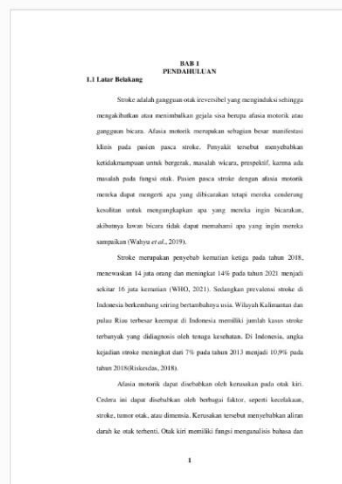 BAB I
PENDAHULUAN
1.1 Latar Belakang
Stroke adalah gangguan otak ireversibel yang menginduksi sehingga
mengakibatkan atau menimbulkan gejala sisa berupa afasia motorik atau
gangguan bicara. Afasia motorik merupakan sebagian besar manifestasi
klinis pada pasien pasca stroke. Penyakit tersebut menyebabkan
ketidakmampuan untuk bergerak, masalah wicara, perspektif, karena ada
masalah pada fungsi otak. Pasien pasca stroke dengan afasia motorik
mereka dapat mengerti apa yang dibicarakan tetapi mereka cenderung
kesulitan untuk mengungkapkan apa yang mereka ingin bicarakan,
akibatnya lawan bicara tidak dapat memahami apa yang ingin mereka
sampaikan (Wahyu et al., 2019).
Stroke merupakan penyebab kematian ketiga pada tahun 2018,
menewaskan 14 juta orang dan meningkat 14% pada tahun 2021 menjadi
sekitar 16 juta kematian (WHO, 2021). Sedangkan prevalensi stroke di
Indonesia berkembang seiring bertambahnya usia. Wilayah Kalimantan dan
pulau Riau terbesar keempat di Indonesia memiliki jumlah kasus stroke
terbanyak yang didiagnosis oleh tenaga kesehatan. Di Indonesia, angka
kejadian stroke meningkat dari 7% pada tahun 2013 menjadi 10,9% pada
tahun 2018(Riskesdas, 2018).
Afasia motorik dapat disebabkan oleh kerusakan pada otak kiri.
Cedera ini dapat disebabkan oleh berbagai faktor, seperti kecelakaan,
stroke, tumor otak, atau dimensia. Kerusakan tersebut menyebabkan aliran
darah ke otak terhenti. Otak kiri memiliki fungsi menganalisis bahasa dan
1